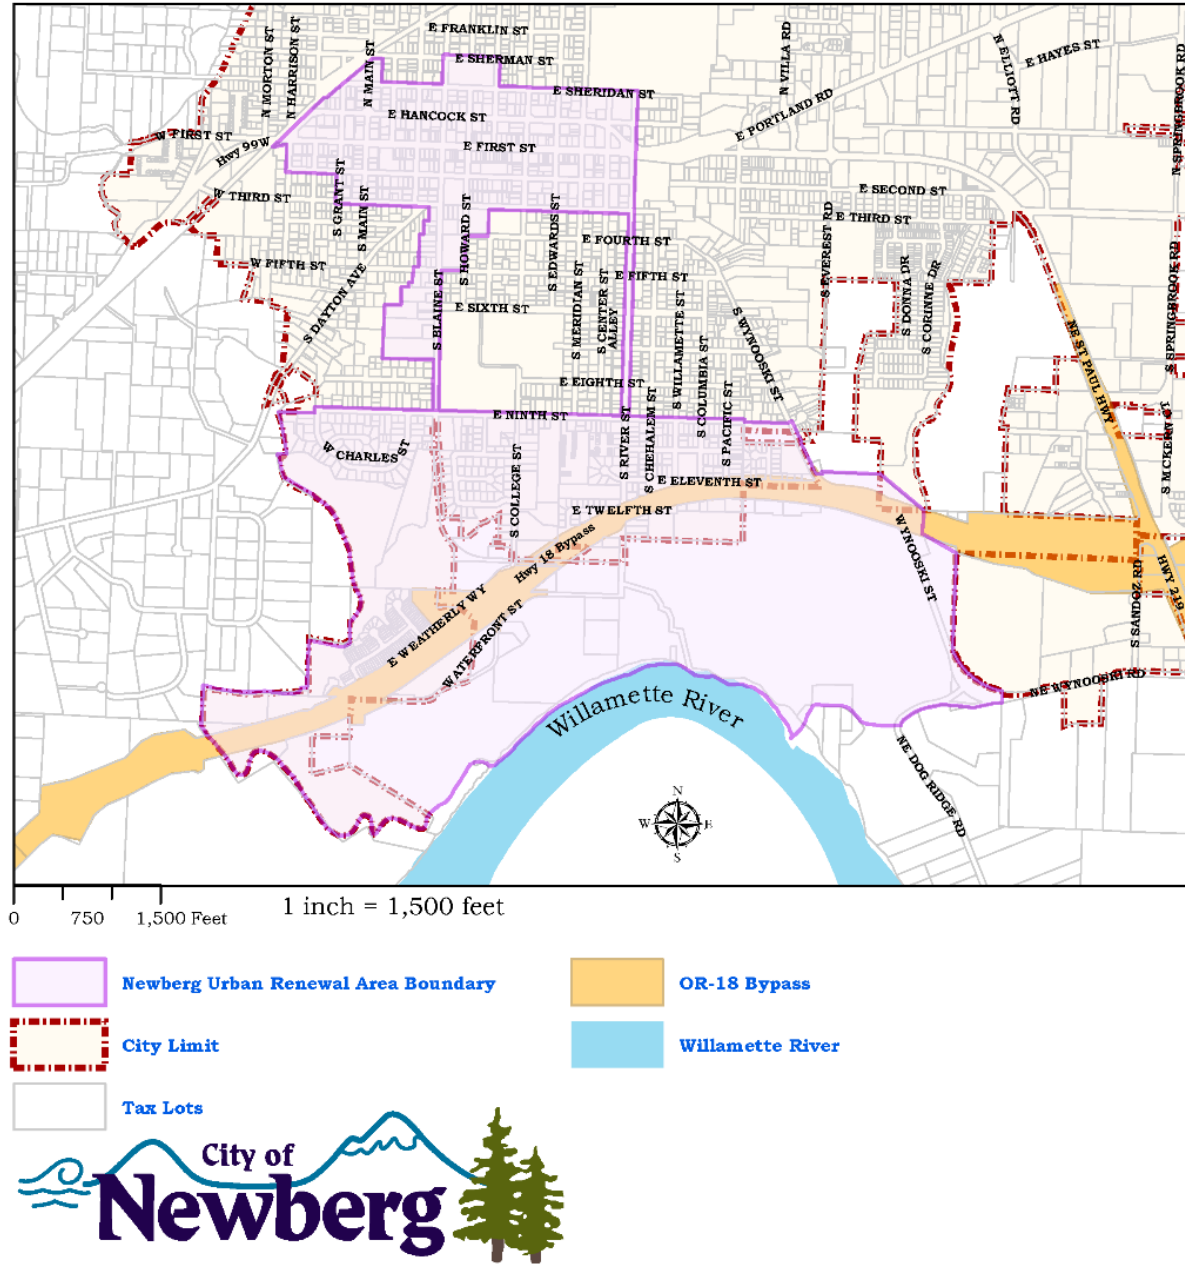 E FRANKLIN ST
N MORTON ST
N HARRISON ST
N MAIN ST
E SHERMAN ST
E SHERIDAN ST
N VILLA RD
N ELLIOTT RD
E HAYES ST
N SPRINGBROOK RD
E PORTLAND RD
E HANCOCK ST
W FIRST ST
Hwy 99W
E FIRST ST
W THIRD ST
S GRANT ST
S MAIN ST
E SECOND ST
E THIRD ST
S HOWARD ST
S EDWARDS ST
E FOURTH ST
S EVEREST RD
W FIFTH ST
E FIFTH ST
S DONNA DR
S CORINNE DR
S SPRINGBROOK RD
S DAYTON AVE
S BLAINE ST
E SIXTH ST
S MERIDIAN ST
S CENTER ST
ALLEY
S WILLAMETTE ST
S COLUMBIA ST
S WYNOOSKI ST
NE ST PAUL HWY
E EIGHTH ST
S PACIFIC ST
E NINTH ST
S RIVER ST
S CHEHALEM ST
S MCKERN CT
W CHARLES ST
S COLLEGE ST
E ELEVENTH ST
E TWELFTH ST
Hwy 18 Bypass
WYNOOSKI ST
HWY 219
S SANDOZ RD
E WEATHERLY WY
WATERFRONT ST
NE WYNOOSKI RD
Willamette River
NE DOG RIDGE RD
N
W E
S
0 750 1,500 Feet
1 inch = 1,500 feet
Newberg Urban Renewal Area Boundary
OR-18 Bypass
City Limit
Willamette River
Tax Lots
City of
Newberg